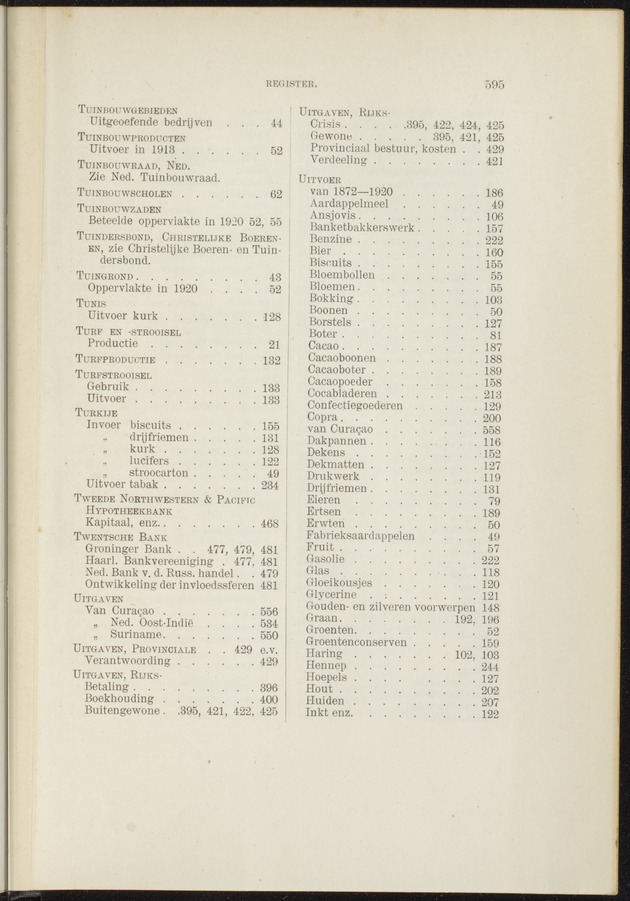 REGISTER. 595
TUINBOUWGEBIEDEN
Uitgeoefende bedrijven . . . 44
TUINBOUWPRODUCTEN
Uitvoer in 1913 . . . . . . 52
TUINBOUWRAAD, NED.
Zie Ned. Tuinbouwraad.
TUINBOUWSCHOLEN . . . . . . 62
TUINBOUWZADEN
Beteelde oppervlakte in 1920 52, 55
TUINDERSBOND, CHRISTELIJKE BOEREN-
EN, zie Christelijke Boeren- en Tuin-
dersbond.
TUINGROND . . . . . . . . . 43
Oppervlakte in 1920 . . . . 52
TUNIS
Uitvoer kurk . . . . . . . 128
TURF EN -STROOISEL
Productie . . . . . . . . 21
TURFPRODUCTIE . . . . . . . 132
TURFSTROOISEL
Gebruik . . . . . . . . . 133
Uitvoer . . . . . . . . . 133
TURKIJE
Invoer biscuits . . . . . . 155
„ drijfriemen . . . . . 131
„ kurk . . . . . . . 128
„ lucifers . . . . . . 122
„ stroocarton . . . . . 49
Uitvoer tabak . . . . . . . 234
TWEEDE NORTHWESTERN & PACIFIC
HYPOTHEEKBANK
Kapitaal, enz. . . . . . . . 468
TWENTSCHE BANK
Groninger Bank . . 477, 479, 481
Haarl. Bankvereeniging . 477, 481
Ned. Bank v. d. Russ. handel . . 479
Ontwikkeling der invloedssferen 481
UITGAVEN
Van Curaçao . . . . . . . 556
„ Ned. Oost-Indië . . . . 534
„ Suriname . . . . . . . 550
UITGAVEN, PROVINCIALE . . 429 e.v.
Verantwoording . . . . . . 429
UITGAVEN, RIJKS-
Betaling . . . . . . . . . 396
Boekhouding . . . . . . . 400
Buitengewone . .395, 421, 422, 425
UITGAVEN, RIJKS-
Crisis . . . . .395, 422, 424, 425
Gewone . . . . . 395, 421, 425
Provinciaal bestuur, kosten . . 429
Verdeeling . . . . . . . . 421
UITVOER
van 1872—1920 . . . . . . 186
Aardappelmeel . . . . . . 49
Ansjovis . . . . . . . . . 106
Banketbakkerswerk . . . . . 157
Benzine . . . . . . . . . 222
Bier . . . . . . . . . . 160
Biscuits . . . . . . . . . 155
Bloembollen . . . . . . . 55
Bloemen . . . . . . . . . 55
Bokking . . . . . . . . . 103
Boonen . . . . . . . . . 50
Borstels . . . . . . . . . 127
Boter . . . . . . . . . . 81
Cacao . . . . . . . . . . 187
Cacaoboonen . . . . . . . 188
Cacaoboter . . . . . . . . 189
Cacaopoeder . . . . . . . 158
Cocabladeren . . . . . . . 213
Confectiegoederen . . . . . 129
Copra . . . . . . . . . . 200
van Curaçao . . . . . . . 558
Dakpannen . . . . . . . . 116
Dekens . . . . . . . . . 152
Dekmatten . . . . . . . . 127
Drukwerk . . . . . . . . 119
Drijfriemen . . . . . . . . 131
Eieren . . . . . . . . . 79
Ertsen . . . . . . . . . 189
Erwten . . . . . . . . . 50
Fabrieksaardappelen . . . . 49
Fruit . . . . . . . . . . 57
Gasolie . . . . . . . . . 222
Glas . . . . . . . . . . 118
Gloeikousjes . . . . . . . 120
Glycerine . . . . . . . . 121
Gouden- en zilveren voorwerpen 148
Graan . . . . . . . . 192, 196
Groenten . . . . . . . . . 52
Groentenconserven . . . . . 159
Haring . . . . . . . 102, 103
Hennep . . . . . . . . . 244
Hoepels . . . . . . . . . 127
Hout . . . . . . . . . . 202
Huiden . . . . . . . . . 207
Inkt enz. . . . . . . . . 122